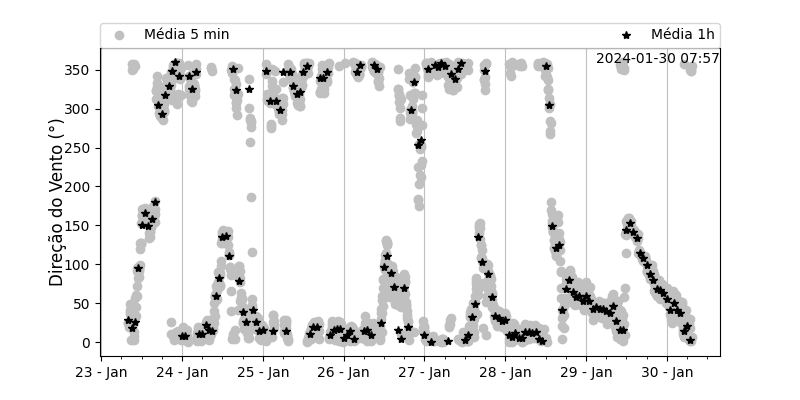 Média 5 min
Média 1h
2024-01-30 07:57
Direção do Vento (°)
350
300
250
200
150
100
50
0
23 - Jan
24 - Jan
25 - Jan
26 - Jan
27 - Jan
28 - Jan
29 - Jan
30 - Jan